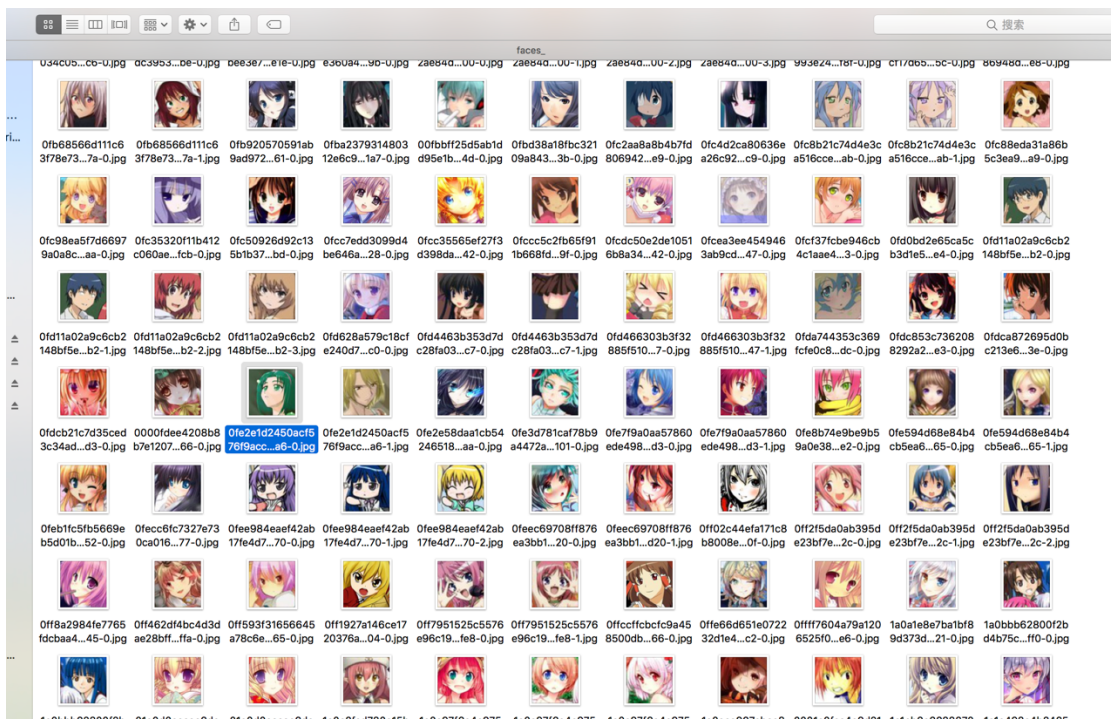 搜索
faces_
034c05...c6-0.jpg dc3953...be-0.jpg bee3e7...e1e-0.jpg e360a4...9b-0.jpg 2ae84d...00-0.jpg 2ae84d...00-1.jpg 2ae84d...00-2.jpg 2ae84d...00-3.jpg 993e24...f8f-0.jpg cf17d65...5c-0.jpg 86948d...e8-0.jpg
0fb68566d111c6 0fb68566d111c6 0fb920570591ab 0fba2379314803 00fbbff25d5ab1d 0fbd38a18fbc321 0fc2aa8a8b4b7fd 0fc4d2ca80636e 0fc8b21c74d4e3c 0fc8b21c74d4e3c 0fc88eda31a86b
3f78e73...7a-0.jpg 3f78e73...7a-1.jpg 9ad972...61-0.jpg 12e6c9...1a7-0.jpg d95e1b...4d-0.jpg 09a843...3b-0.jpg 806942...e9-0.jpg a26c92...c9-0.jpg a516cce...ab-0.jpg a516cce...ab-1.jpg 5c3ea9...a9-0.jpg
0fc98ea5f7d6697 0fc35320f11b412 0fc50926d92c13 0fcc7edd3099d4 0fcc35565ef27f3 0fccc5c2fb65f91 0fcdc50e2de1051 0fcea3ee454946 0fcf37fcbe946cb 0fd0bd2e65ca5c 0fd11a02a9c6cb2
9a0a8c...aa-0.jpg c060ae...fcb-0.jpg 5b1b37...bd-0.jpg be646a...28-0.jpg d398da...42-0.jpg 1b668fd...9f-0.jpg 6b8a34...42-0.jpg 3ab9cd...47-0.jpg 4c1aae4...3-0.jpg b3d1e5...e4-0.jpg 148bf5e...b2-0.jpg
0fd11a02a9c6cb2 0fd11a02a9c6cb2 0fd11a02a9c6cb2 0fd628a579c18cf 0fd4463b353d7d 0fd4463b353d7d 0fd466303b3f32 0fd466303b3f32 0fda744353c369 0fdc853c736208 0fdca872695d0b
148bf5e...b2-1.jpg 148bf5e...b2-2.jpg 148bf5e...b2-3.jpg e240d7...c0-0.jpg c28fa03...c7-0.jpg c28fa03...c7-1.jpg 885f510...7-0.jpg 885f510...47-1.jpg fcfe0c8...dc-0.jpg 8292a2...e3-0.jpg c213e6...3e-0.jpg
0fdcb21c7d35ced 0000fdee4208b8 0fe2e1d2450acf5 0fe2e1d2450acf5 0fe2e58daa1cb54 0fe3d781caf78b9 0fe7f9a0aa57860 0fe7f9a0aa57860 0fe8b74e9be9b5 0fe594d68e84b4 0fe594d68e84b4
3c34ad...d3-0.jpg b7e1207...66-0.jpg 76f9acc...a6-0.jpg 76f9acc...a6-1.jpg 246518...aa-0.jpg a4472a...101-0.jpg ede498...d3-0.jpg ede498...d3-1.jpg 9a0e38...e2-0.jpg cb5ea6...65-0.jpg cb5ea6...65-1.jpg
0feb1fc5fb5669e 0fecc6fc7327e73 0fee984eaef42ab 0fee984eaef42ab 0fee984eaef42ab 0feec69708ff876 0feec69708ff876 0ff02c44efa171c8 0ff2f5da0ab395d 0ff2f5da0ab395d 0ff2f5da0ab395d
b5d01b...52-0.jpg 0ca016...77-0.jpg 17fe4d7...70-0.jpg 17fe4d7...70-1.jpg 17fe4d7...70-2.jpg ea3bb1...20-0.jpg ea3bb1...d20-1.jpg b8008e...0f-0.jpg e23bf7e...2c-0.jpg e23bf7e...2c-1.jpg e23bf7e...2c-2.jpg
0ff8a2984fe7765 0ff462df4bc4d3d 0ff593f31656645 0ff1927a146ce17 0ff7951525c5576 0ff7951525c5576 0ffccffcbcfc9a45 0ffe66d651e0722 0ffff7604a79a120 1a0a1e8e7ba1bf8 1a0bbb62800f2b
fdcbaa4...45-0.jpg ae28bff...ffa-0.jpg a78c6e...65-0.jpg 20376a...04-0.jpg e96c19...fe8-0.jpg e96c19...fe8-1.jpg 8500db...66-0.jpg 32d1e4...c2-0.jpg 6525f0...e6-0.jpg 9d373d...21-0.jpg d4b75c...ff0-0.jpg